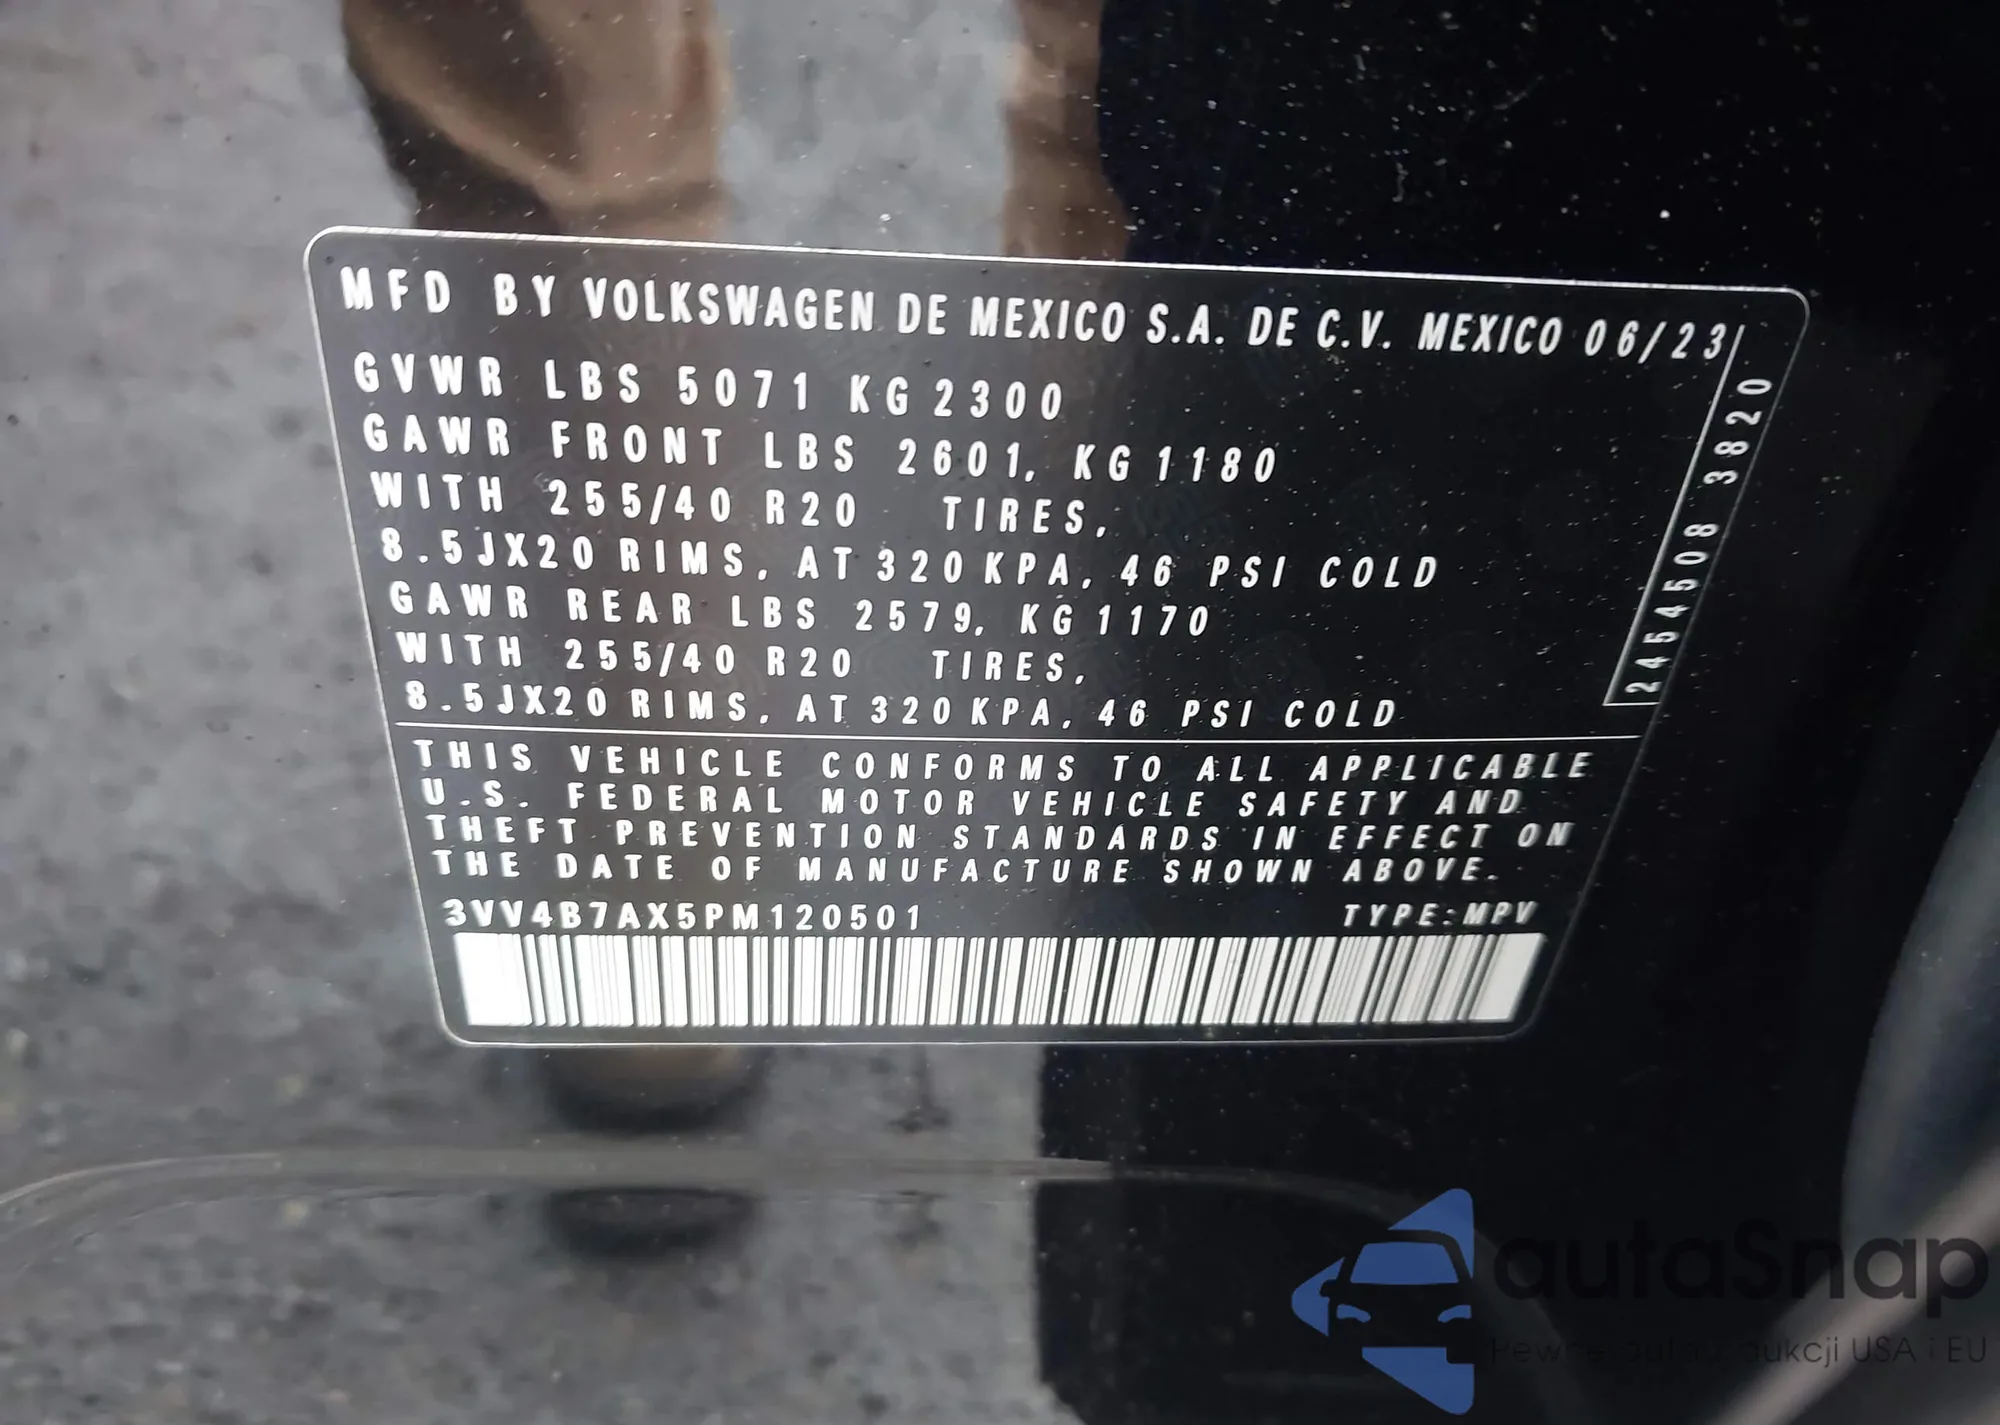 MFD BY VOLKSWAGEN DE MEXICO S.A. DE C.V. MEXICO 06/23
GVWR LBS 5071 KG 2300
GAWR FRONT LBS 2601, KG 1180
WITH 255/40 R20 TIRES,
8.5JX20 RIMS, AT 320 KPA, 46 PSI COLD
GAWR REAR LBS 2579, KG 1170
WITH 255/40 R20 TIRES,
8.5JX20 RIMS, AT 320 KPA, 46 PSI COLD
2454508 3820
THIS VEHICLE CONFORMS TO ALL APPLICABLE
U.S. FEDERAL MOTOR VEHICLE SAFETY AND
THEFT PREVENTION STANDARDS IN EFFECT ON
THE DATE OF MANUFACTURE SHOWN ABOVE.
3VV4B7AX5PM120501 TYPE:MPV
autaSnap
aukcji USA i EU